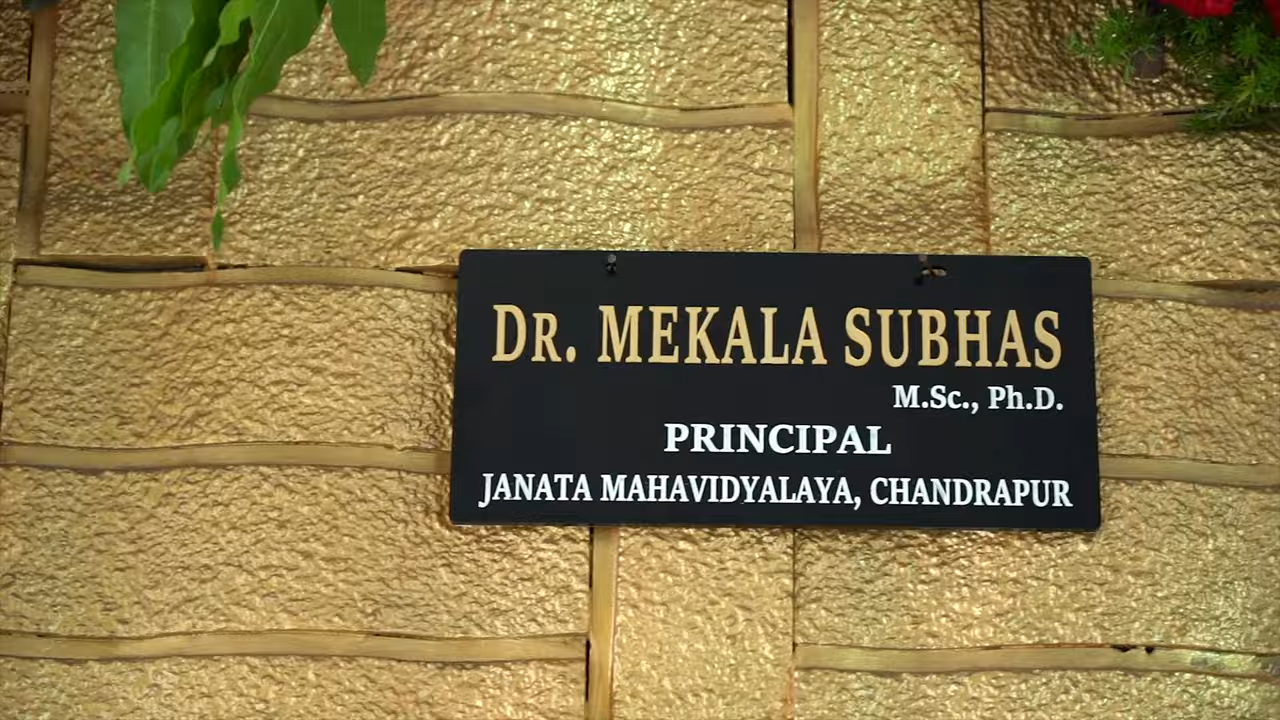 DR. MEKALA SUBHAS
M.Sc., Ph.D.
PRINCIPAL
JANATA MAHAVIDYALAYA, CHANDRAPUR